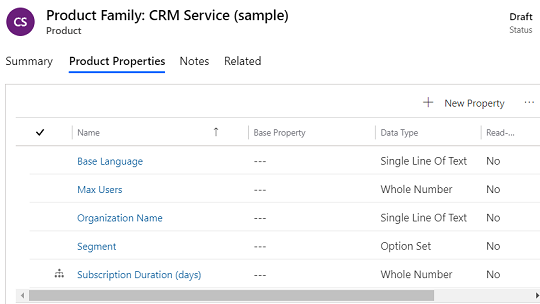 CS
Product Family: CRM Service (sample)
Product
Draft
Status
Summary Product Properties Notes Related
+ New Property ...
Name ↑ Base Property Data Type Read-...
Base Language --- Single Line Of Text No
Max Users --- Whole Number No
Organization Name --- Single Line Of Text No
Segment --- Option Set No
Subscription Duration (days) --- Whole Number No